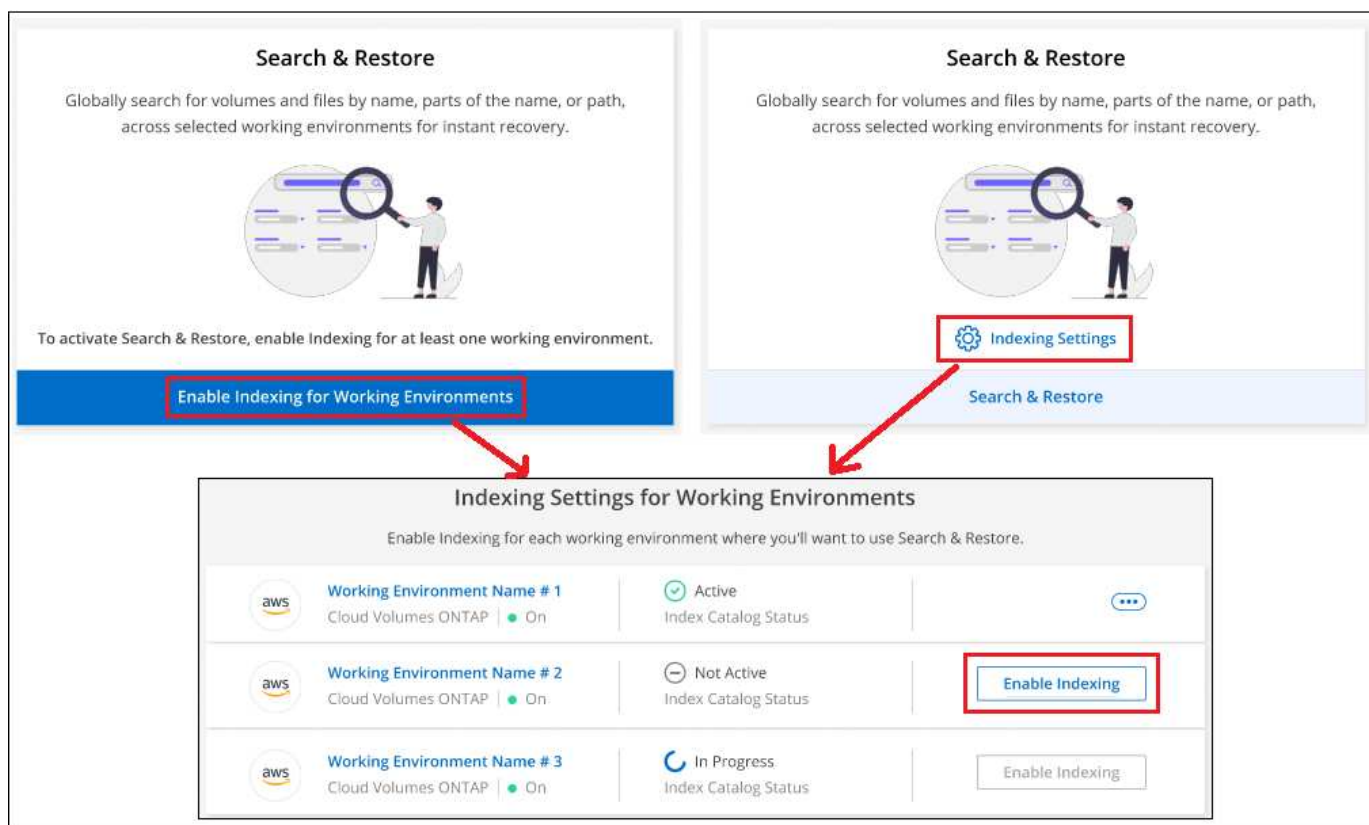 Search & Restore
Globally search for volumes and files by name, parts of the name, or path,
across selected working environments for instant recovery.
To activate Search & Restore, enable Indexing for at least one working environment.
Enable Indexing for Working Environments
Search & Restore
Globally search for volumes and files by name, parts of the name, or path,
across selected working environments for instant recovery.
Indexing Settings
Search & Restore
Indexing Settings for Working Environments
Enable Indexing for each working environment where you'll want to use Search & Restore.
aws
Working Environment Name # 1
Cloud Volumes ONTAP
On
Active
Index Catalog Status
aws
Working Environment Name # 2
Cloud Volumes ONTAP
On
Not Active
Index Catalog Status
Enable Indexing
aws
Working Environment Name # 3
Cloud Volumes ONTAP
On
In Progress
Index Catalog Status
Enable Indexing